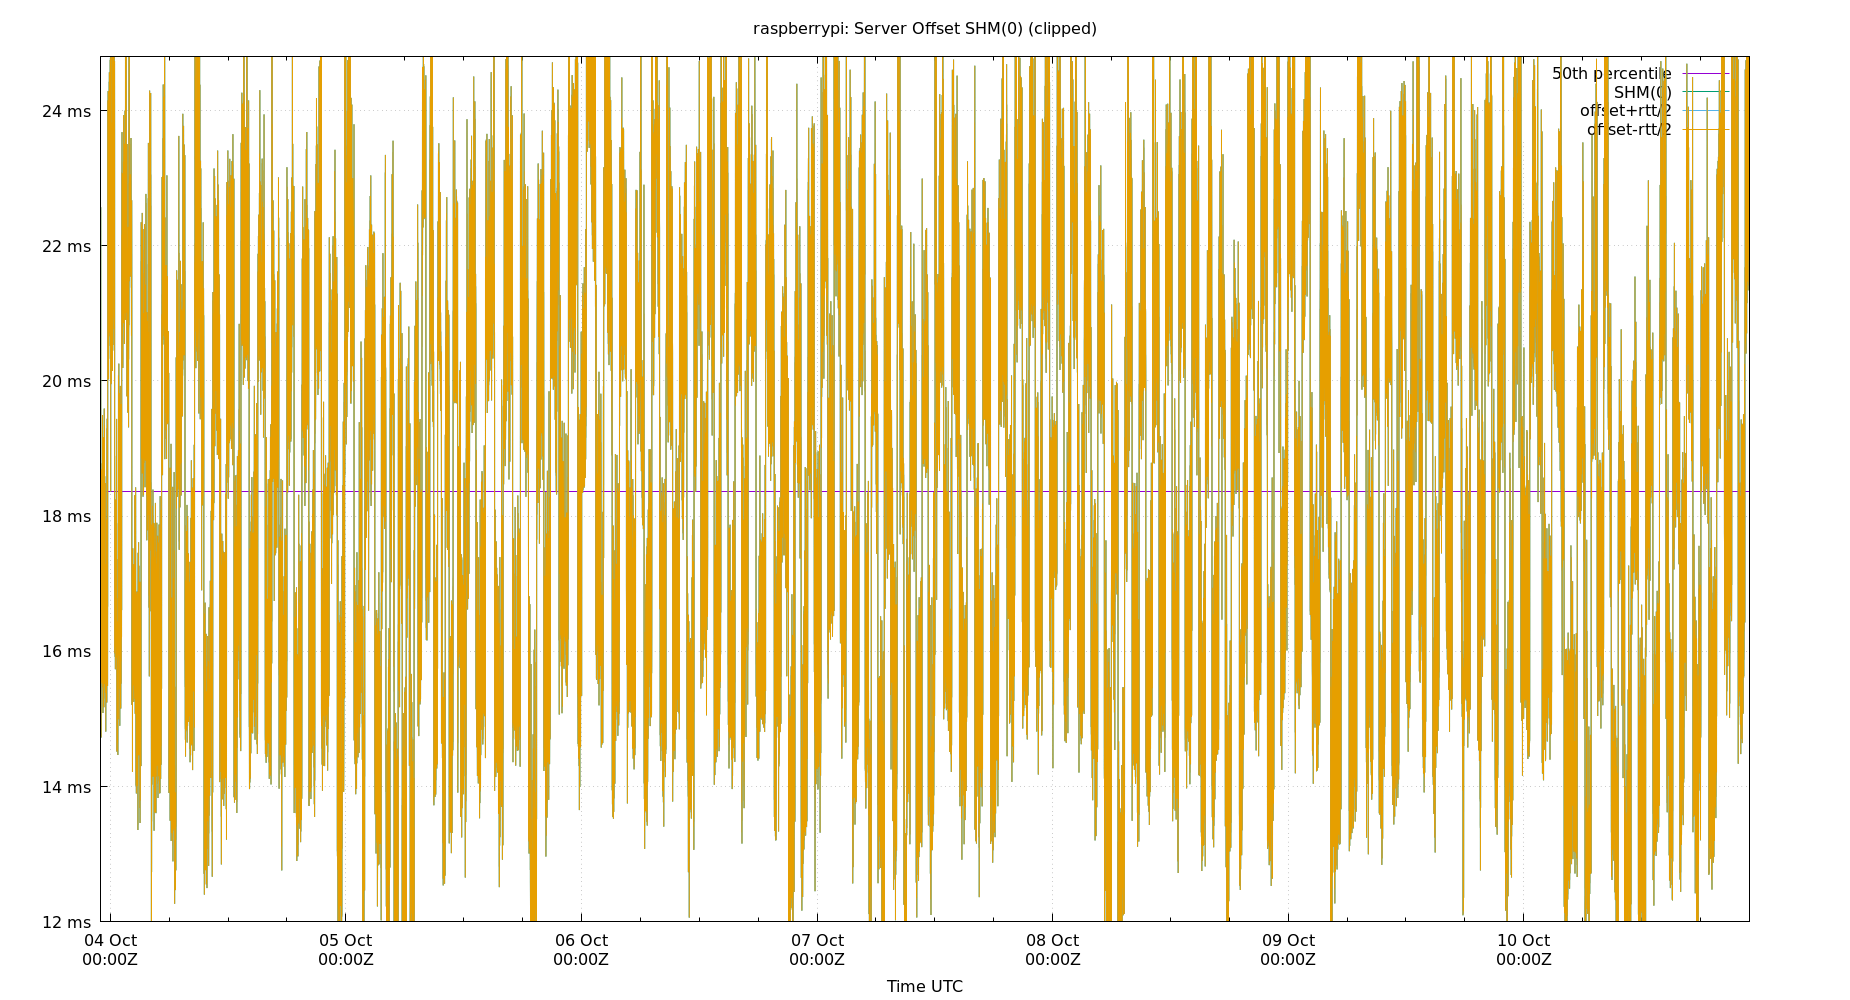 raspberrypi: Server Offset SHM(0) (clipped)
50th percentile
SHM(0)
offset+rtt/2
offset-rtt/2
24 ms
22 ms
20 ms
18 ms
16 ms
14 ms
12 ms
04 Oct 05 Oct 06 Oct 07 Oct 08 Oct 09 Oct 10 Oct
00:00Z 00:00Z 00:00Z 00:00Z 00:00Z 00:00Z 00:00Z
Time UTC